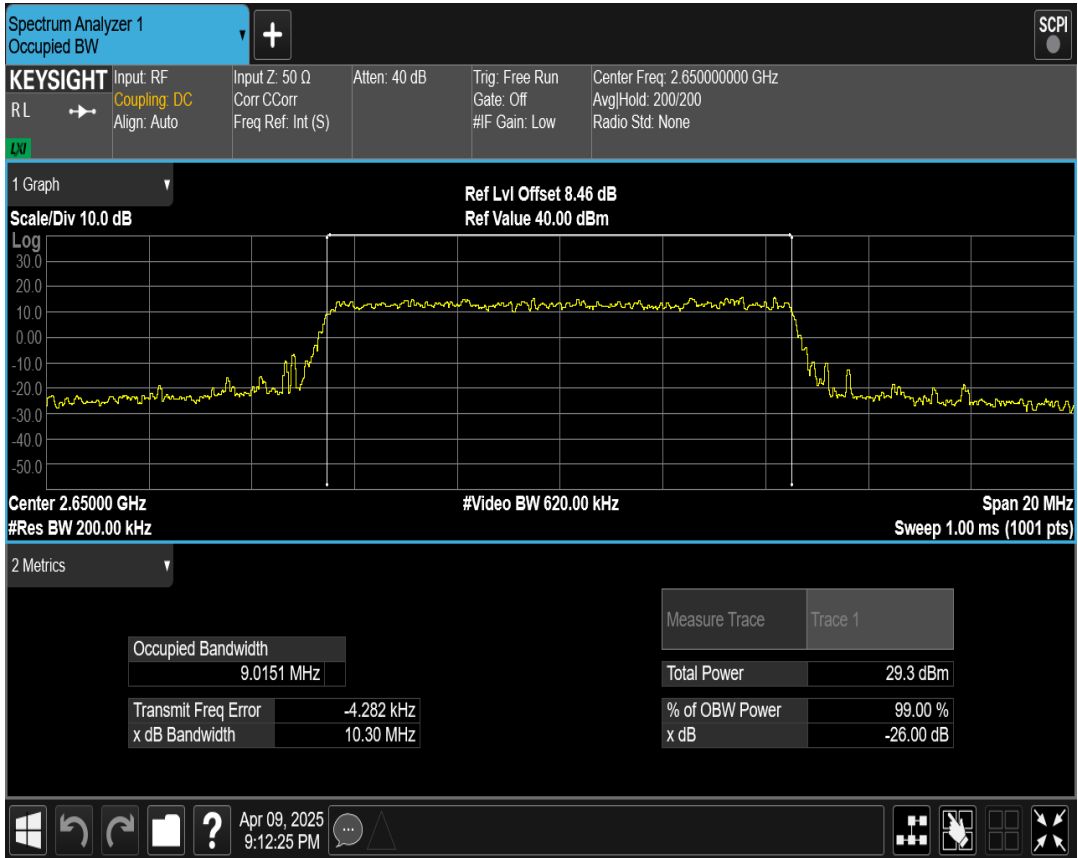 Spectrum Analyzer 1
Occupied BW
+
SCPI
KEYSIGHT
R L
LXI
Input: RF
Coupling: DC
Align: Auto
Input Z: 50 Ω
Corr CCorr
Freq Ref: Int (S)
Atten: 40 dB
Trig: Free Run
Gate: Off
#IF Gain: Low
Center Freq: 2.650000000 GHz
Avg|Hold: 200/200
Radio Std: None
1 Graph
Scale/Div 10.0 dB
Ref Lvl Offset 8.46 dB
Ref Value 40.00 dBm
Log
30.0
20.0
10.0
0.00
-10.0
-20.0
-30.0
-40.0
-50.0
Center 2.65000 GHz
#Video BW 620.00 kHz
Span 20 MHz
#Res BW 200.00 kHz
Sweep 1.00 ms (1001 pts)
2 Metrics
Measure Trace Trace 1
Occupied Bandwidth
9.0151 MHz
Total Power 29.3 dBm
Transmit Freq Error -4.282 kHz
% of OBW Power 99.00 %
x dB Bandwidth 10.30 MHz
x dB -26.00 dB
?
Apr 09, 2025
9:12:25 PM